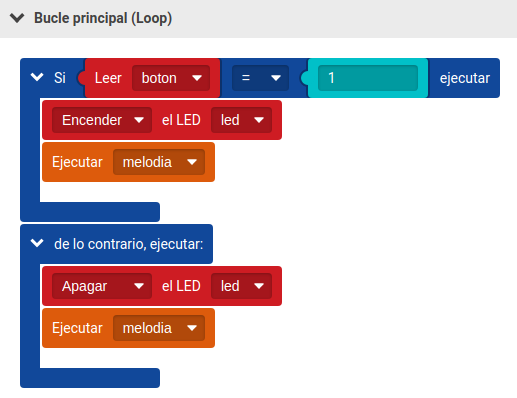 Bucle principal (Loop)
Si Leer boton = 1 ejecutar
Encender el LED led
Ejecutar melodia
de lo contrario, ejecutar:
Apagar el LED led
Ejecutar melodia